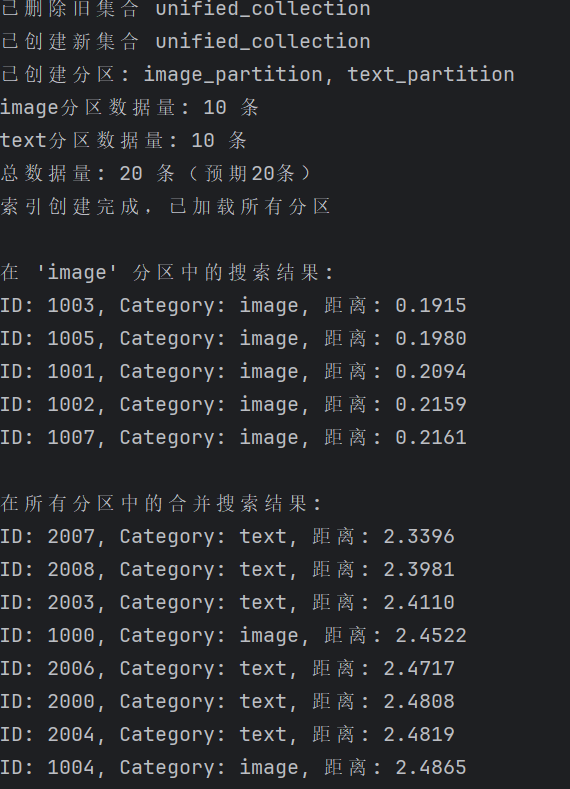 已删除旧集合 unified_collection
已创建新集合 unified_collection
已创建分区: image_partition, text_partition
image分区数据量: 10 条
text分区数据量: 10 条
总数据量: 20 条（预期20条）
索引创建完成，已加载所有分区
在 'image' 分区中的搜索结果:
ID: 1003, Category: image, 距离: 0.1915
ID: 1005, Category: image, 距离: 0.1980
ID: 1001, Category: image, 距离: 0.2094
ID: 1002, Category: image, 距离: 0.2159
ID: 1007, Category: image, 距离: 0.2161
在所有分区中的合并搜索结果:
ID: 2007, Category: text, 距离: 2.3396
ID: 2008, Category: text, 距离: 2.3981
ID: 2003, Category: text, 距离: 2.4110
ID: 1000, Category: image, 距离: 2.4522
ID: 2006, Category: text, 距离: 2.4717
ID: 2000, Category: text, 距离: 2.4808
ID: 2004, Category: text, 距离: 2.4819
ID: 1004, Category: image, 距离: 2.4865